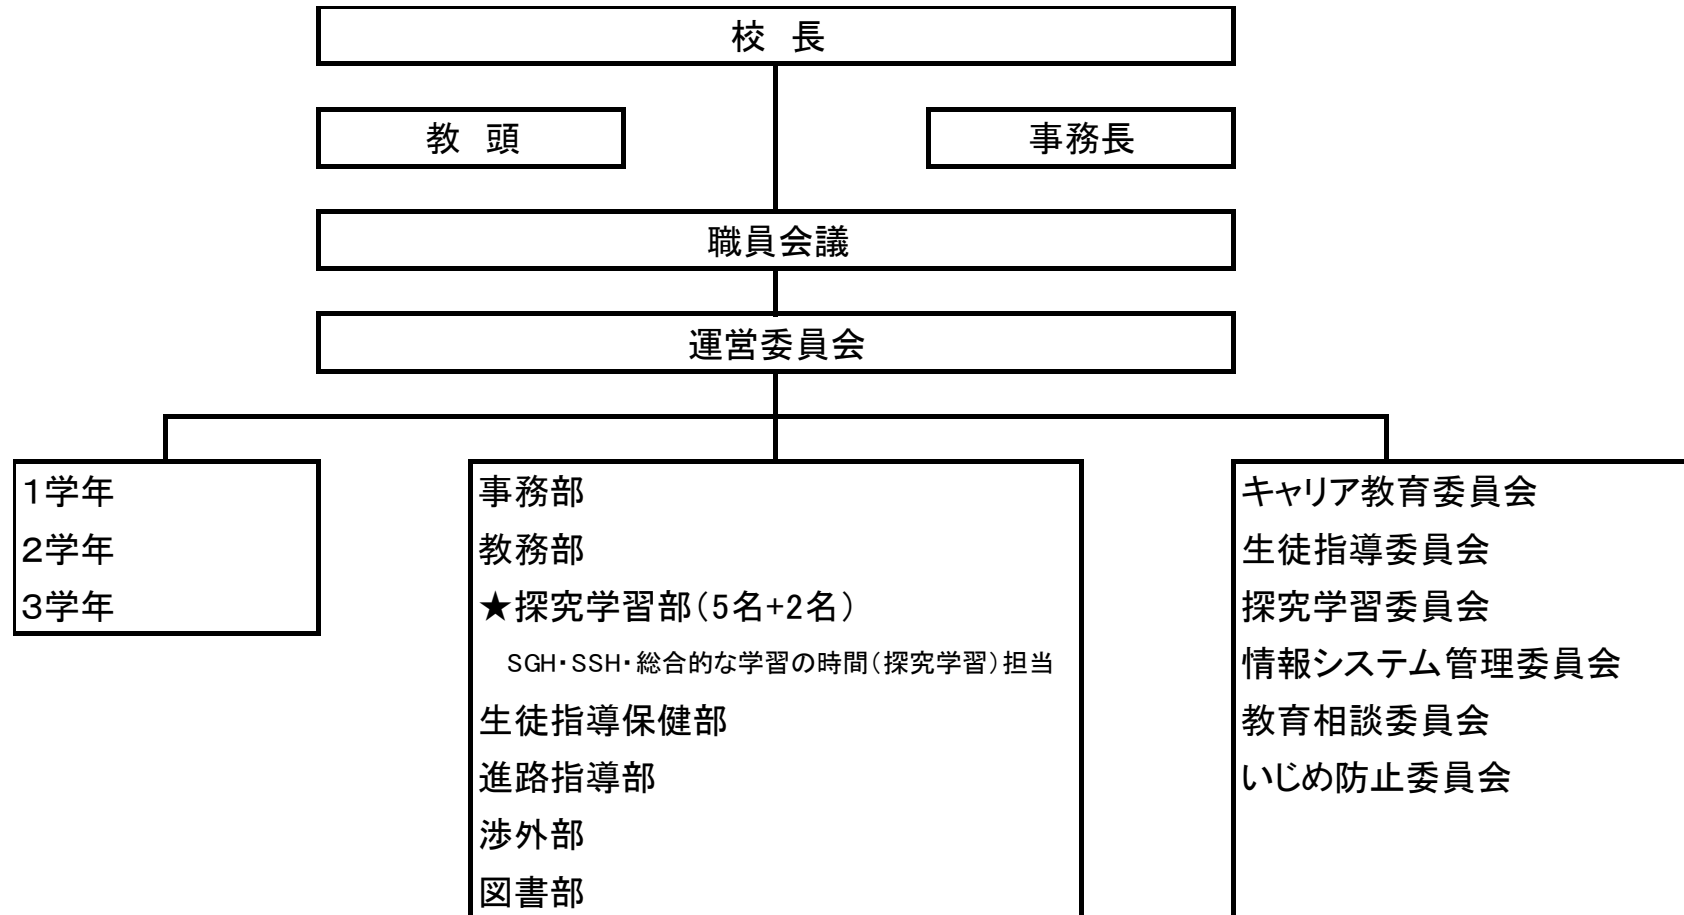 校　長
教　頭
事務長
職員会議
運営委員会
1学年
2学年
3学年
事務部
教務部
★探究学習部（5名+2名）
SGH・SSH・総合的な学習の時間（探究学習）担当
生徒指導保健部
進路指導部
渉外部
図書部
キャリア教育委員会
生徒指導委員会
探究学習委員会
情報システム管理委員会
教育相談委員会
いじめ防止委員会